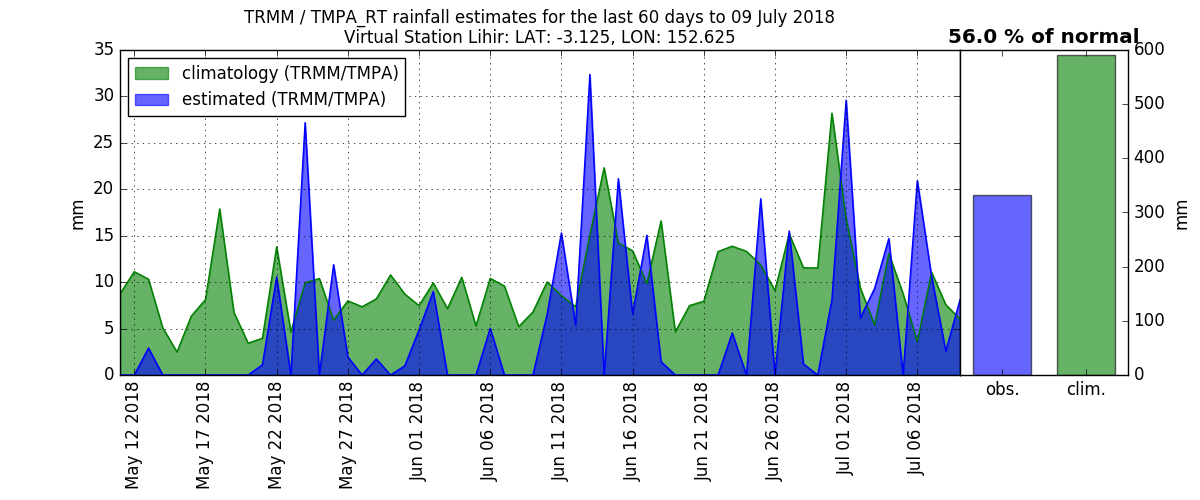 TRMM / TMPA_RT rainfall estimates for the last 60 days to 09 July 2018
Virtual Station Lihir: LAT: -3.125, LON: 152.625
56.0 % of normal
climatology (TRMM/TMPA)
estimated (TRMM/TMPA)
mm
35
30
25
20
15
10
5
0
May 12 2018
May 17 2018
May 22 2018
May 27 2018
Jun 01 2018
Jun 06 2018
Jun 11 2018
Jun 16 2018
Jun 21 2018
Jun 26 2018
Jul 01 2018
Jul 06 2018
obs.
clim.
600
500
400
300
200
100
0
mm